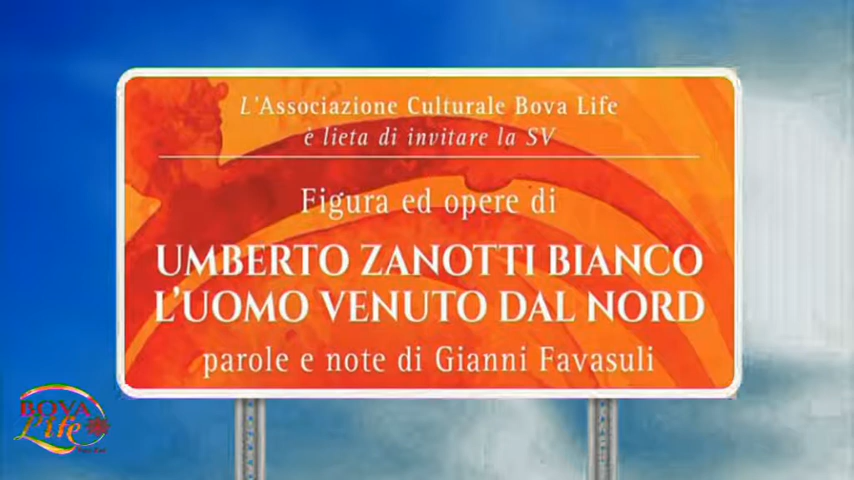 L'Associazione Culturale Bova Life
è lieta di invitare la SV
Figura ed opere di
UMBERTO ZANOTTI BIANCO
L'UOMO VENUTO DAL NORD
parole e note di Gianni Favasuli
BOVA
Life